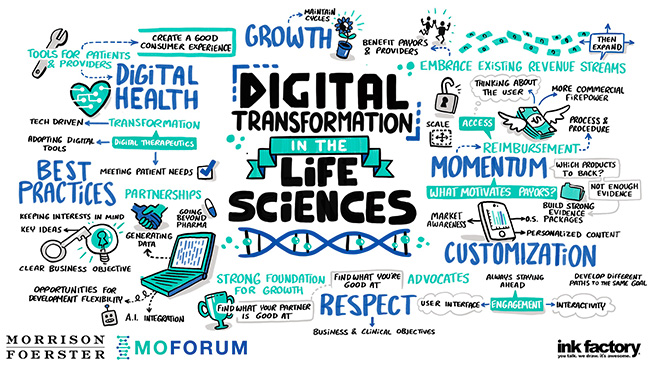 MAINTAIN
CYCLES
GROWTH
CREATE A GOOD
CONSUMER EXPERIENCE
TOOLS FOR PATIENTS
& PROVIDERS
BENEFIT PAYORS
& PROVIDERS
THEN
EXPAND
EMBRACE EXISTING REVENUE STREAMS
DIGITAL
HEALTH
TECH DRIVEN
TRANSFORMATION
ADOPTING DIGITAL
TOOLS
DIGITAL THERAPEUTICS
MEETING PATIENT NEEDS
DIGITAL
TRANSFORMATION
IN THE
LIFE
SCIENCES
THINKING ABOUT
THE USER
MORE COMMERCIAL
FIREPOWER
SCALE
ACCESS
PROCESS &
PROCEDURE
REIMBURSEMENT
MOMENTUM
WHICH PRODUCTS
TO BACK?
WHAT MOTIVATES PAYORS?
NOT ENOUGH
EVIDENCE
BUILD STRONG
EVIDENCE
PACKAGES
MARKET
AWARENESS
O.S.
PERSONALIZED CONTENT
CUSTOMIZATION
BEST
PRACTICES
PARTNERSHIPS
KEEPING INTERESTS IN MIND
KEY IDEAS
CLEAR BUSINESS OBJECTIVE
GOING
BEYOND
PHARMA
GENERATING
DATA
OPPORTUNITIES FOR
DEVELOPMENT FLEXIBILITY
A.I. INTEGRATION
STRONG FOUNDATION
FOR GROWTH
FIND WHAT YOU'RE
GOOD AT
ADVOCATES
FIND WHAT YOUR PARTNER
IS GOOD AT
RESPECT
BUSINESS & CLINICAL OBJECTIVES
ALWAYS STAYING
AHEAD
DEVELOP DIFFERENT
PATHS TO THE SAME GOAL
USER INTERFACE
ENGAGEMENT
INTERACTIVITY
MORRISON
FOERSTER
MOFORUM
ink factory
you talk. we draw. it's awesome.